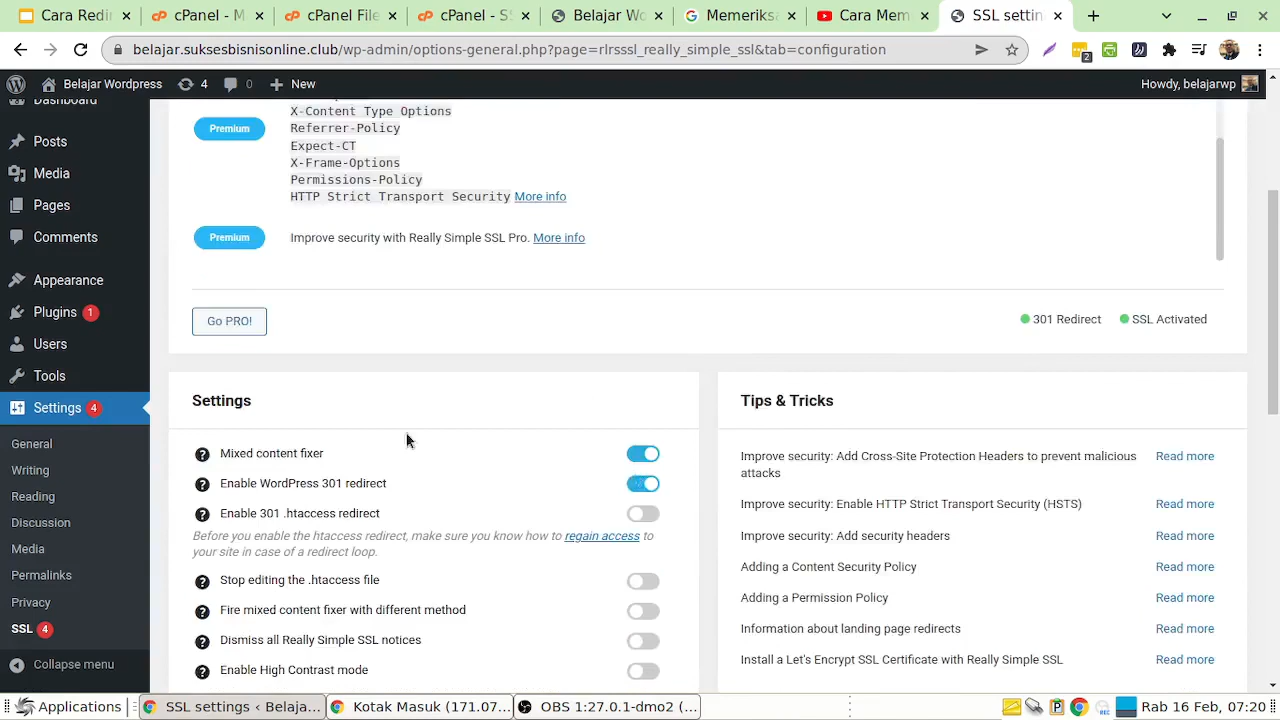 Kontro
cPanel - M
cPanel File
cPanel - S
Belajar Wo
Memeriksa
Cara Mem
SSL settin
belajar.suksesbisnisonline.club/wp-admin/options-general.php?page=rlrsssl_really_simple_ssl&tab=configuration
2
Belajar Wordpress
4
0
New
Howdy, belajarwp
Dashboard
Posts
Media
Pages
Comments
Appearance
Plugins 1
Users
Tools
Settings 4
General
Writing
Reading
Discussion
Media
Permalinks
Privacy
SSL 4
Collapse menu
Premium
X-Content Type Options
Referrer-Policy
Expect-CT
X-Frame-Options
Permissions-Policy
HTTP Strict Transport Security More info
Premium
Improve security with Really Simple SSL Pro. More info
Go PRO!
301 Redirect
SSL Activated
Settings
Mixed content fixer
Enable WordPress 301 redirect
Enable 301 .htaccess redirect
Before you enable the htaccess redirect, make sure you know how to regain access to
your site in case of a redirect loop.
Stop editing the .htaccess file
Fire mixed content fixer with different method
Dismiss all Really Simple SSL notices
Enable High Contrast mode
Tips & Tricks
Improve security: Add Cross-Site Protection Headers to prevent malicious
attacks
Read more
Improve security: Enable HTTP Strict Transport Security (HSTS)
Read more
Improve security: Add security headers
Read more
Adding a Content Security Policy
Read more
Adding a Permission Policy
Read more
Information about landing page redirects
Read more
Install a Let's Encrypt SSL Certificate with Really Simple SSL
Read more
Applications
SSL settings ‹ Belaja...
Kotak Masuk (171.07...
OBS 1:27.0.1-dmo2 (...
REC
Rab 16 Feb, 07:20